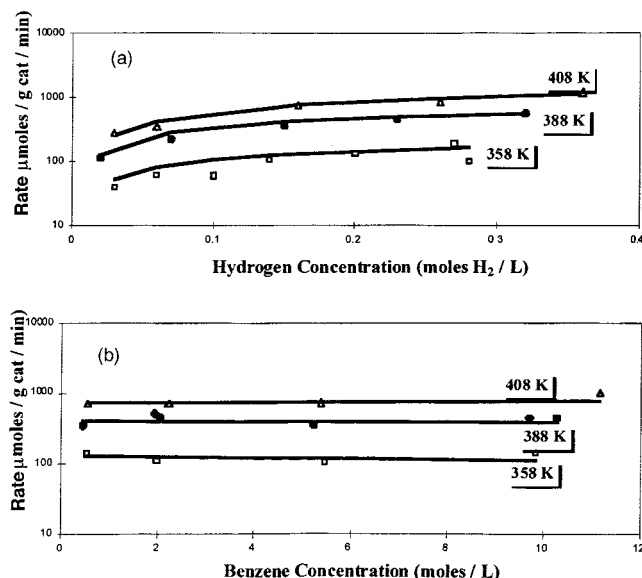 (a)
10000
1000
100
10
Rate μmoles / g cat / min)
408 K
388 K
358 K
0
0.1
0.2
0 3
0.4
Hydrogen Concentration (moles H₂ / L)
(b)
10000
1000
100
10
Rate μmoles / g cat / min)
408 K
388 K
358 K
0
2
4
6
8
10
12
Benzene Concentration (moles / L)